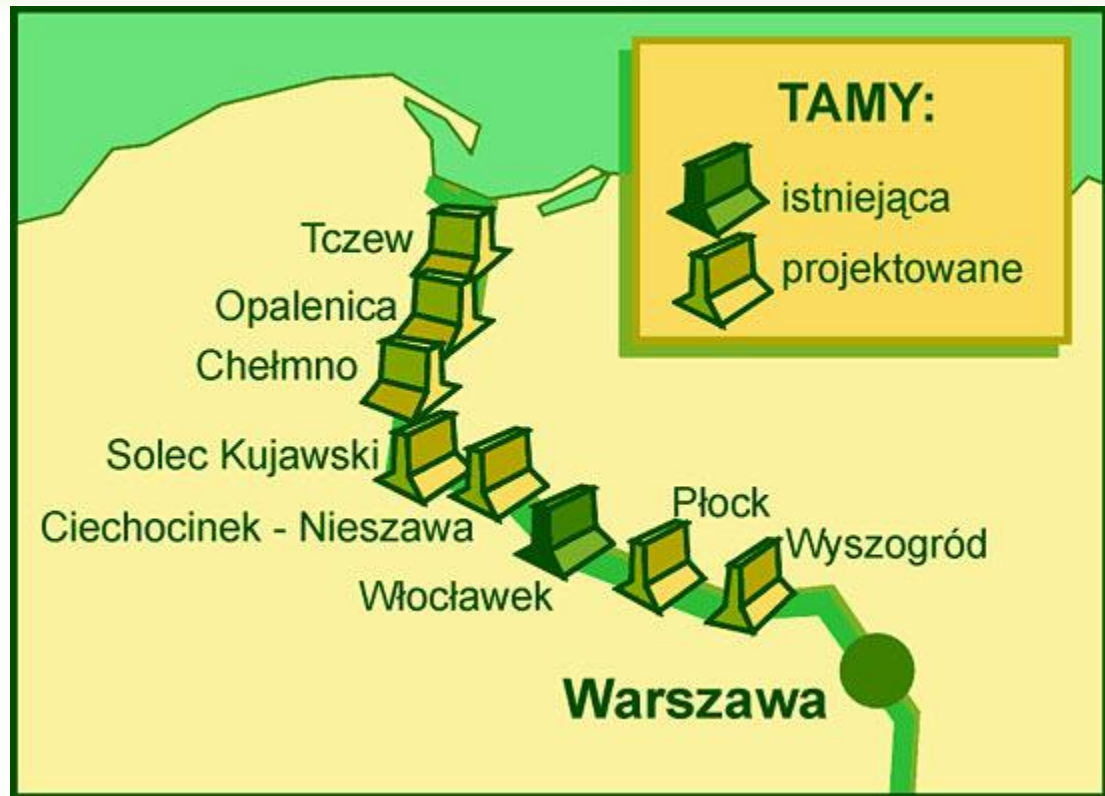 TAMY:
istniejąca
projektowane
Tczew
Opalenica
Chełmno
Solec Kujawski
Ciechocinek - Nieszawa
Włocławek
Płock
Wyszogród
Warszawa